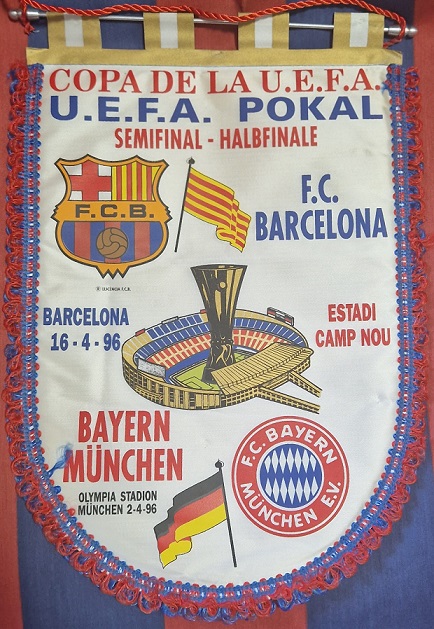 COPA DE LA U.E.F.A.
U.E.F.A. POKAL
SEMIFINAL - HALBFINALE
F.C.B.
F.C.
BARCELONA
BARCELONA
16 - 4 - 96
ESTADI
CAMP NOU
BAYERN
MÜNCHEN
OLYMPIA STADION
MÜNCHEN 2-4-96
F.C. BAYERN
MÜNCHEN E.V.